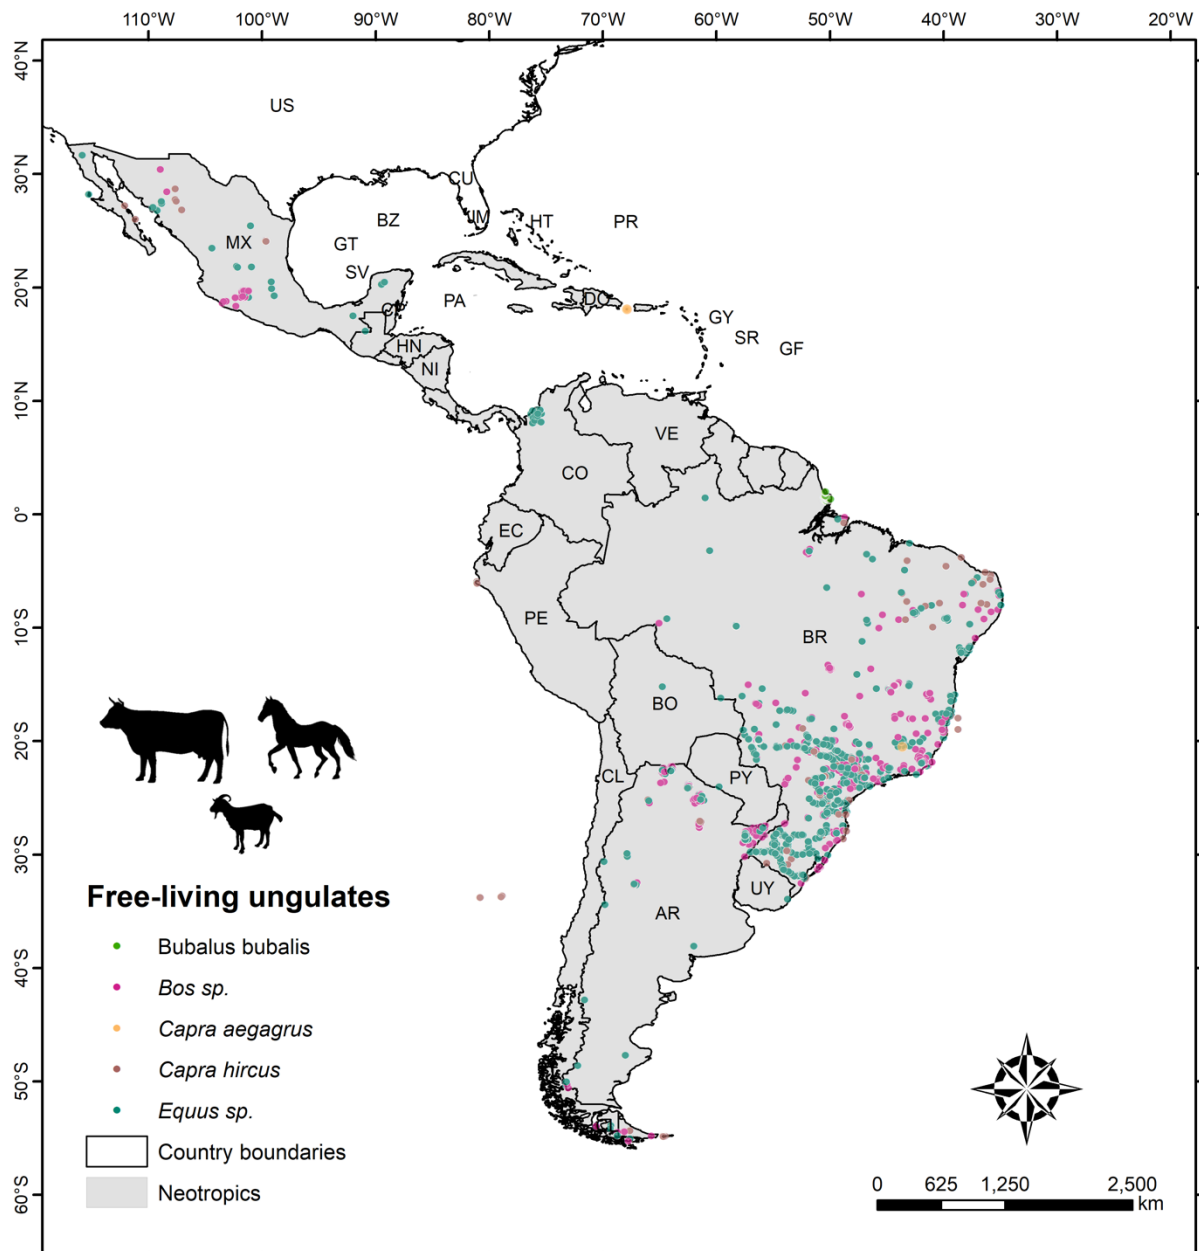 110°W 100°W 90°W 80°W 70°W 60°W 50°W 40°W 30°W 20°W
40°N
30°N
20°N
10°N
0°
10°S
20°S
30°S
40°S
50°S
60°S
US
CU
BZ
HT
PR
MX
GT
SV
PA
DO
GY
SR
GF
HN
NI
VE
CO
EC
PE
BR
BO
CL
PY
UY
AR
Free-living ungulates
Bubalus bubalis
Bos sp.
Capra aegagrus
Capra hircus
Equus sp.
Country boundaries
Neotropics
0 625 1,250 2,500
km